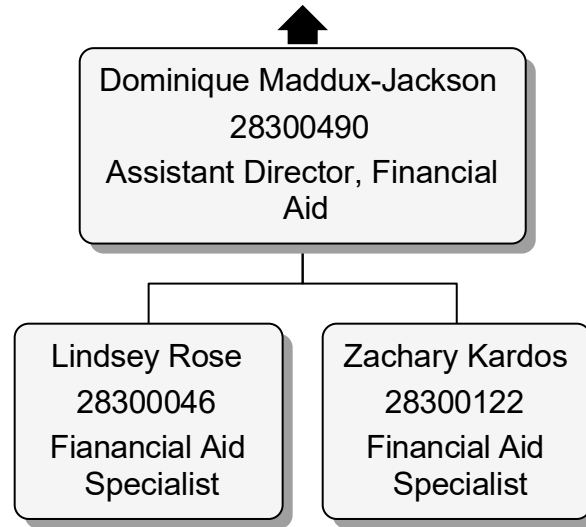 Dominique Maddux-Jackson
28300490
Assistant Director, Financial
Aid
Lindsey Rose
28300046
Fianancial Aid
Specialist
Zachary Kardos
28300122
Financial Aid
Specialist